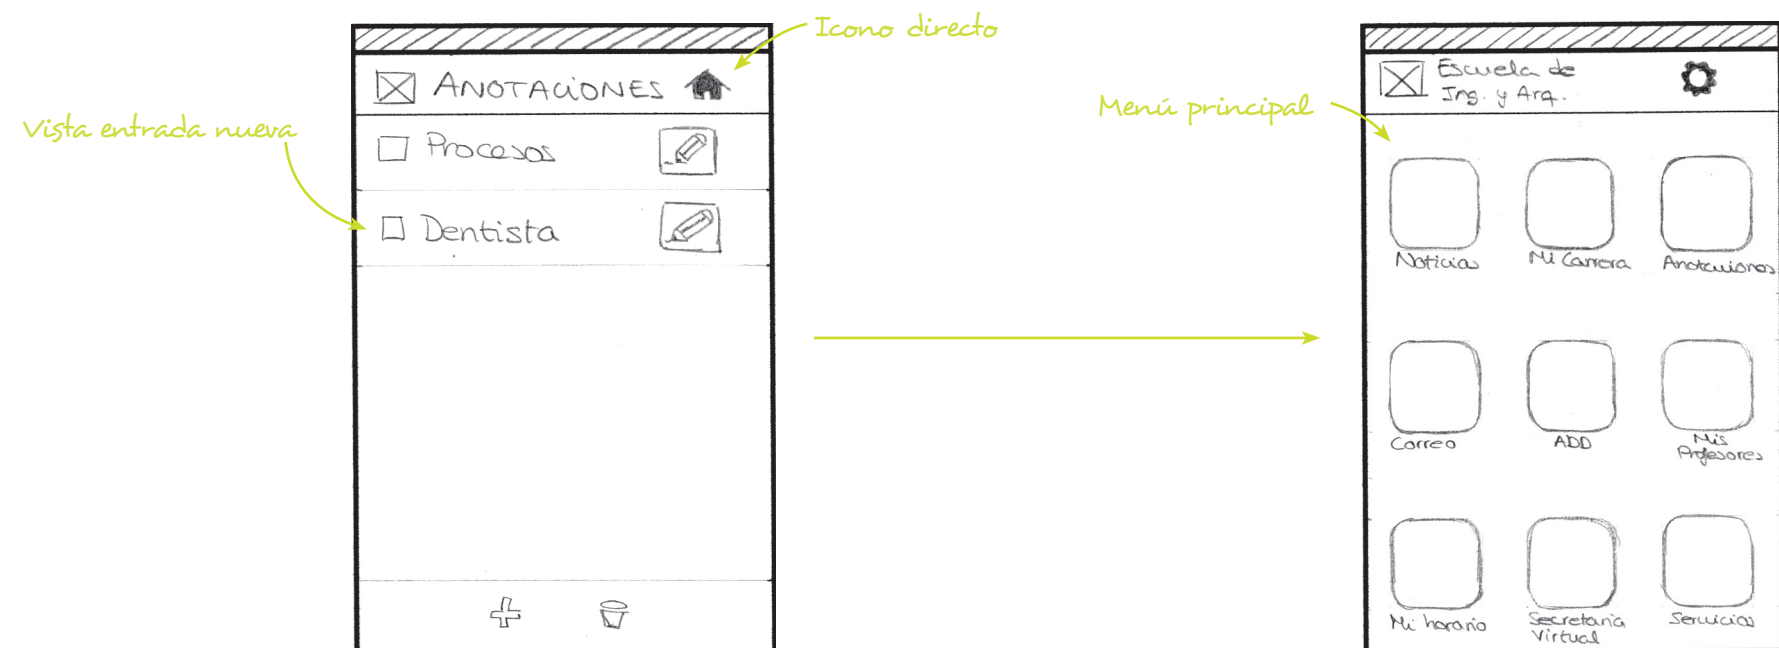 Icono directo
Vista entrada nueva
ANOTACIONES
Procesos
Dentista
Menú principal
Escuela de
Ing. y Arq.
Noticias
Mi Carrera
Anotaciones
Correo
ADD
Mis
Profesores
Mi horario
Secretaría
Virtual
Servicios